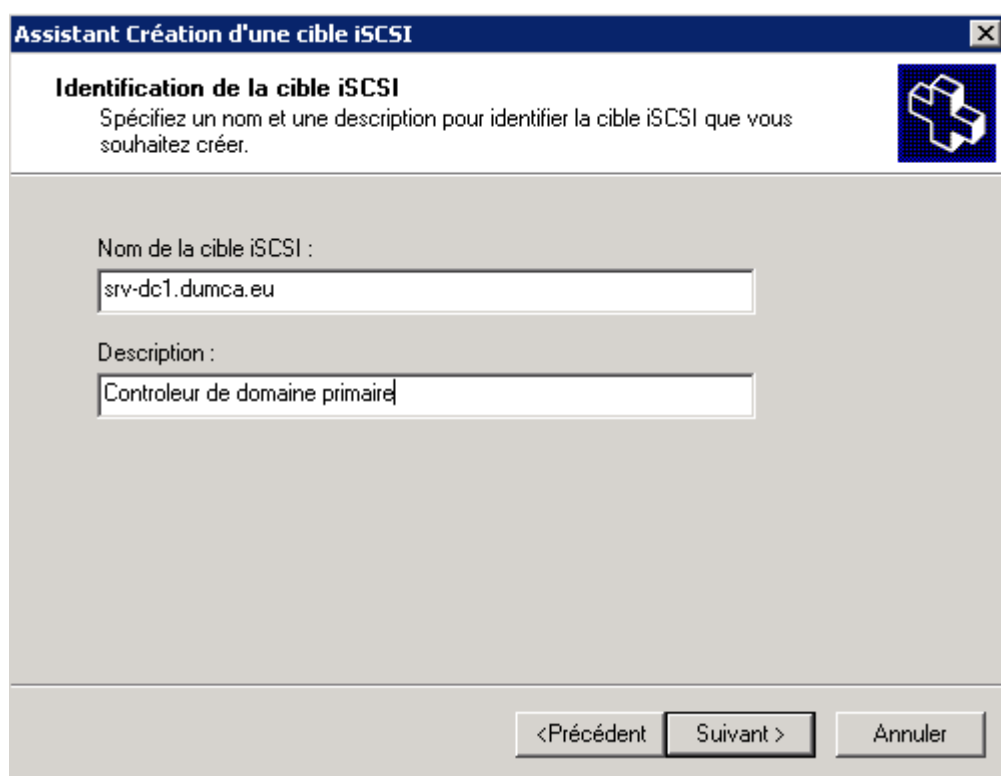 Assistant Création d'une cible iSCSI
Identification de la cible iSCSI
Spécifiez un nom et une description pour identifier la cible iSCSI que vous
souhaitez créer.
Nom de la cible iSCSI :
srv-dc1.dumca.eu
Description :
Controleur de domaine primaire
<Précédent Suivant > Annuler